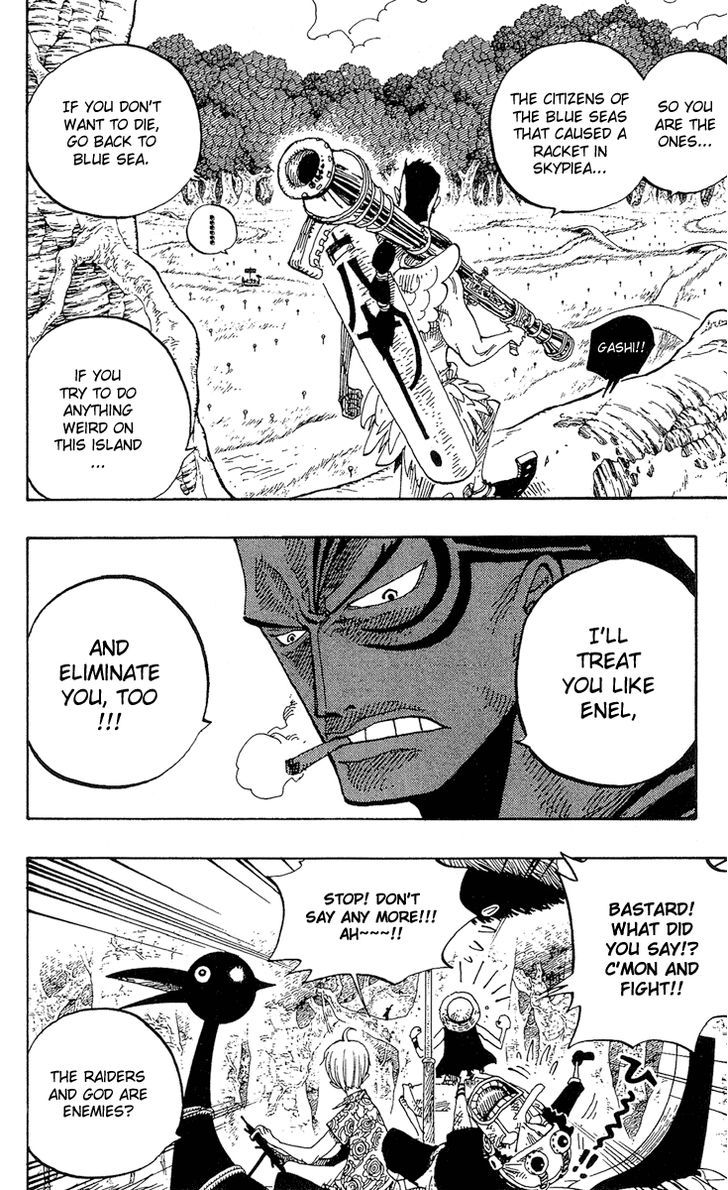 SO YOU
ARE THE
ONES...
THE CITIZENS OF
THE BLUE SEAS
THAT CAUSED A
RACKET IN
SKYPIEA...
IF YOU DON'T
WANT TO DIE,
GO BACK TO
BLUE SEA.
GASHI!!
IF YOU
TRY TO DO
ANYTHING
WEIRD ON
THIS ISLAND
...
I'LL
TREAT
YOU LIKE
ENEL,
AND
ELIMINATE
YOU, TOO
!!!
BASTARD!
WHAT DID
YOU SAY!?
C'MON AND
FIGHT!!
STOP! DON'T
SAY ANY MORE!!!
AH~~~!!
THE RAIDERS
AND GOD ARE
ENEMIES?